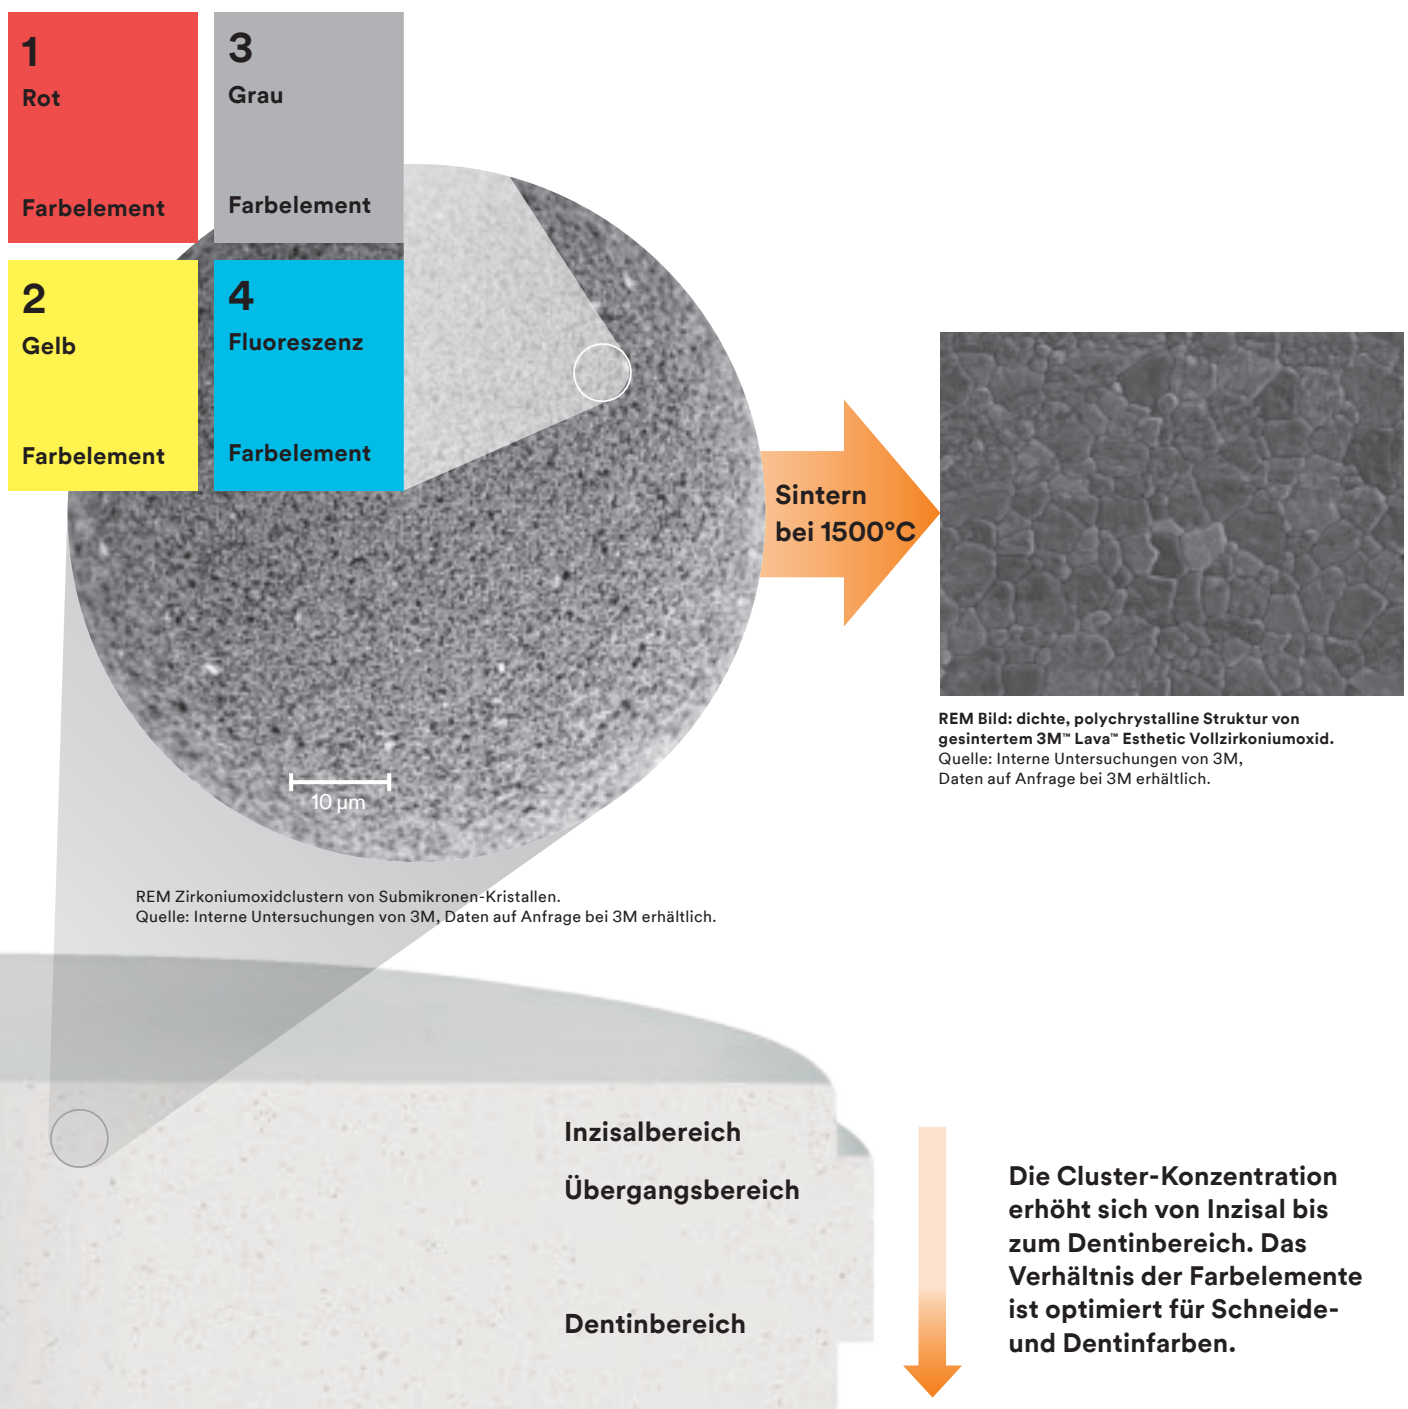 1
Rot
Farbelement
3
Grau
Farbelement
2
Gelb
Farbelement
4
Fluoreszenz
Farbelement
Sintern
bei 1500°C
10 µm
REM Bild: dichte, polychrystalline Struktur von
gesintertem 3M™ Lava™ Esthetic Vollzirkoniumoxid.
Quelle: Interne Untersuchungen von 3M,
Daten auf Anfrage bei 3M erhältlich.
REM Zirkoniumoxidclustern von Submikronen-Kristallen.
Quelle: Interne Untersuchungen von 3M, Daten auf Anfrage bei 3M erhältlich.
Inzisalbereich
Übergangsbereich
Dentinbereich
Die Cluster-Konzentration
erhöht sich von Inzisal bis
zum Dentinbereich. Das
Verhältnis der Farbelemente
ist optimiert für Schneide-
und Dentinfarben.